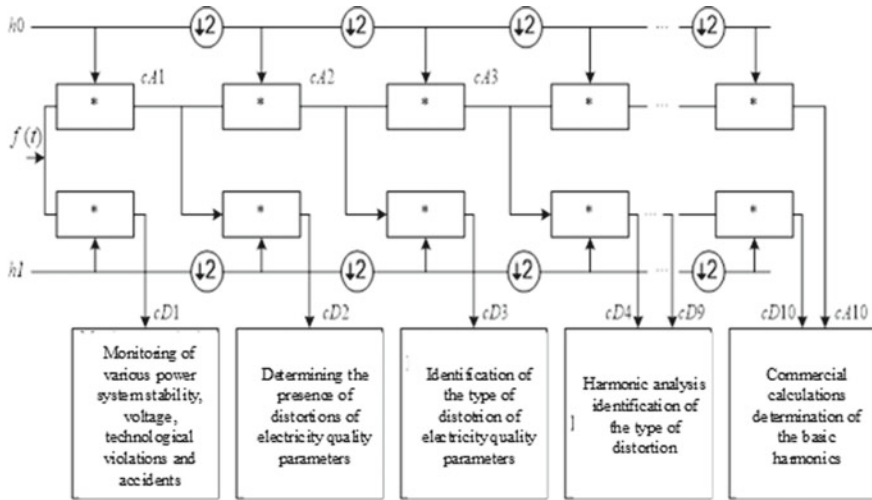 h0 ↓2 ↓2 ↓2 ... ↓2
cA1 cA2 cA3
* * * * ... *
f(t)
* * * * ... *
h1 ↓2 ↓2 ↓2 ... ↓2
cD1 cD2 cD3 cD4 cD9 cD10 cA10
Monitoring of
various power
system stability,
voltage,
technological
violations and
accidents
Determining the
presence of
distortions of
electricity quality
parameters
Identification of
the type of
distotrion of
electricity quality
parameters
Harmonic analysis
identification of
the type of
distortion
Commercial
calculations
determination of
the basic
harmonics